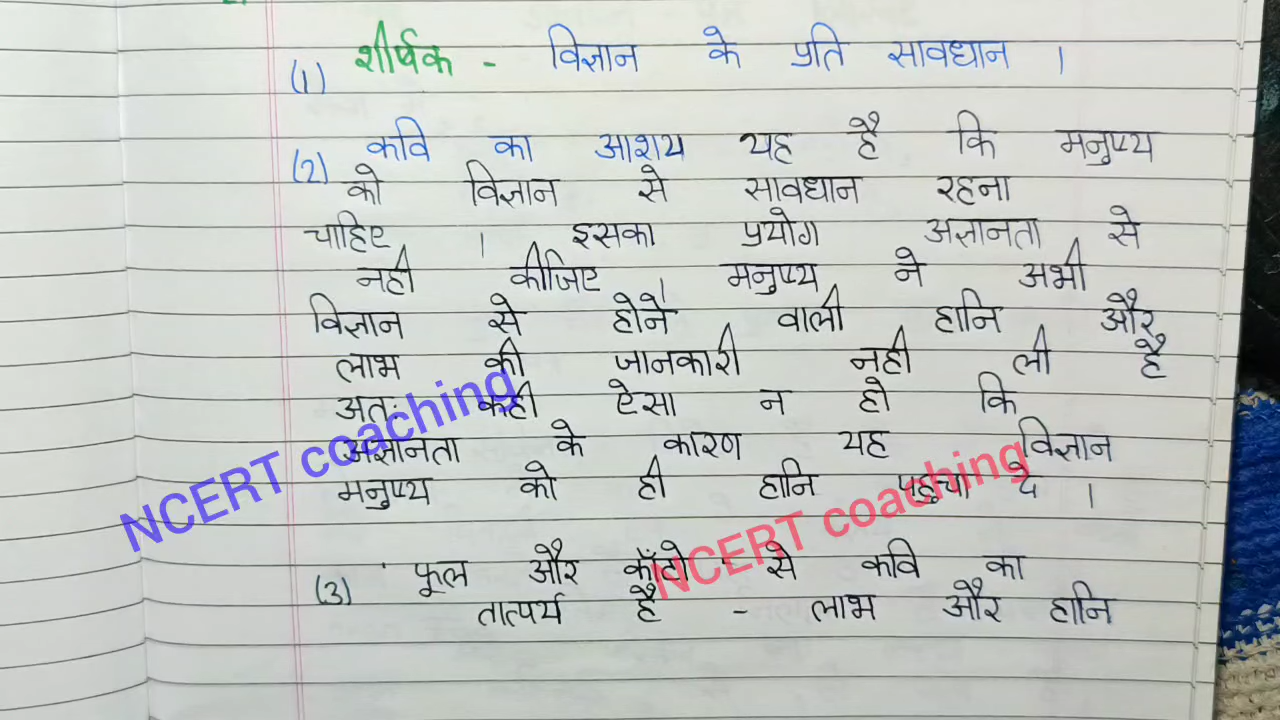 (1) शीर्षक - विज्ञान के प्रति सावधान ।
(2) कवि का आशय यह है कि मनुष्य
को विज्ञान से सावधान रहना
चाहिए । इसका प्रयोग अज्ञानता से
नही कीजिए । मनुष्य ने अभी
विज्ञान से होने वाली हानि और
लाभ की जानकारी नही ली है
अतः कही ऐसा न हो कि
अज्ञानता के कारण यह विज्ञान
मनुष्य को ही हानि पहुचा दे ।
NCERT coaching
NCERT coaching
(3) ' फूल और काँटो ' से कवि का
तात्पर्य है - लाभ और हानि